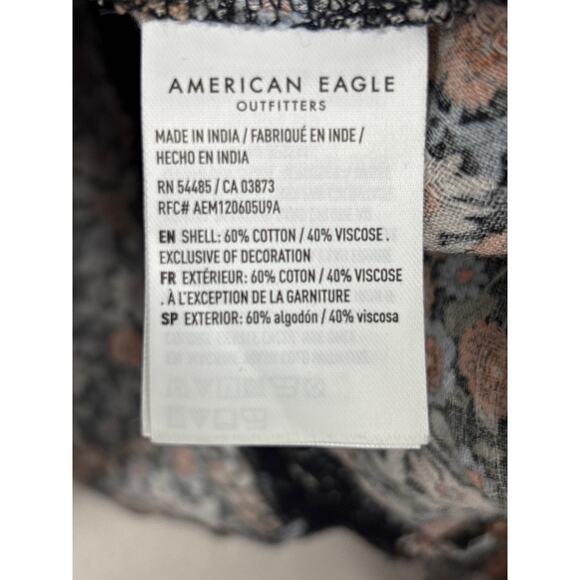 AMERICAN EAGLE
OUTFITTERS
MADE IN INDIA / FABRIQUÉ EN INDE /
HECHO EN INDIA
RN 54485 / CA 03873
RFC# AEM120605U9A
EN SHELL: 60% COTTON / 40% VISCOSE .
EXCLUSIVE OF DECORATION
FR EXTÉRIEUR: 60% COTON / 40% VISCOSE
. À L'EXCEPTION DE LA GARNITURE
SP EXTERIOR: 60% algodón / 40% viscosa